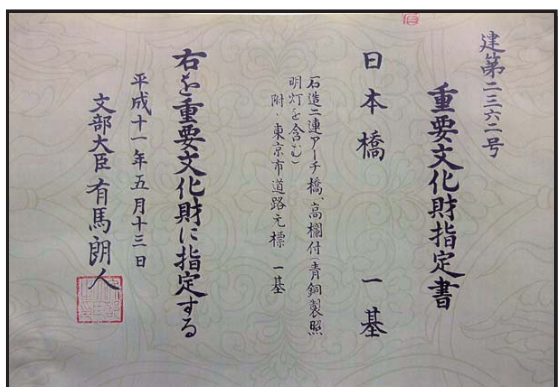 建第二三六二号
重要文化財指定書
日本橋 一基
石造二連アーチ橋、高欄付(青銅製照
明灯を含む)
附・東京市道路元標 一基
右を重要文化財に指定する
平成十一年五月十三日
文部大臣 有馬朗人